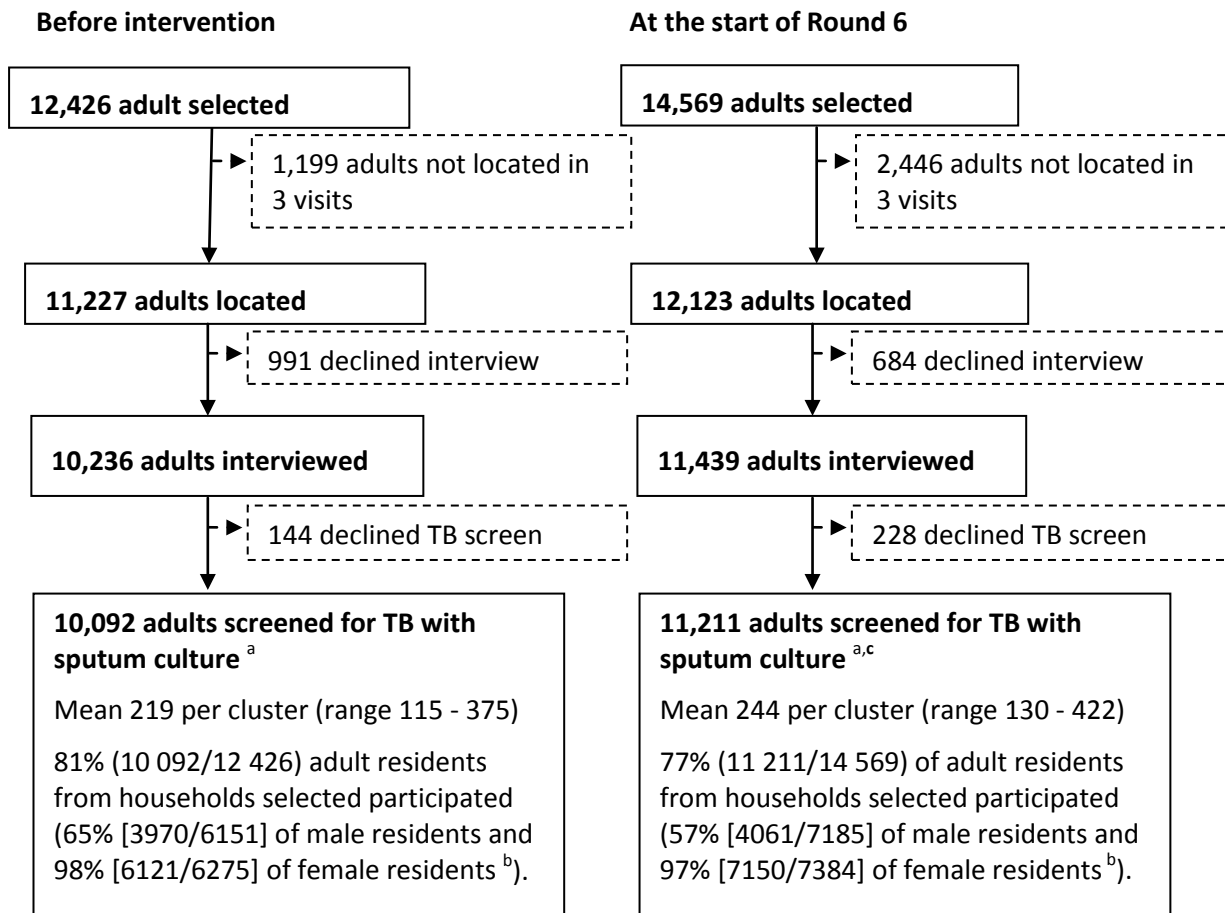 Before intervention
12,426 adult selected
1,199 adults not located in
3 visits
11,227 adults located
991 declined interview
10,236 adults interviewed
144 declined TB screen
10,092 adults screened for TB with
sputum culture a
Mean 219 per cluster (range 115 - 375)
81% (10 092/12 426) adult residents
from households selected participated
(65% [3970/6151] of male residents and
98% [6121/6275] of female residents b).
At the start of Round 6
14,569 adults selected
2,446 adults not located in
3 visits
12,123 adults located
684 declined interview
11,439 adults interviewed
228 declined TB screen
11,211 adults screened for TB with
sputum culture a,c
Mean 244 per cluster (range 130 - 422)
77% (11 211/14 569) of adult residents
from households selected participated
(57% [4061/7185] of male residents and
97% [7150/7384] of female residents b).